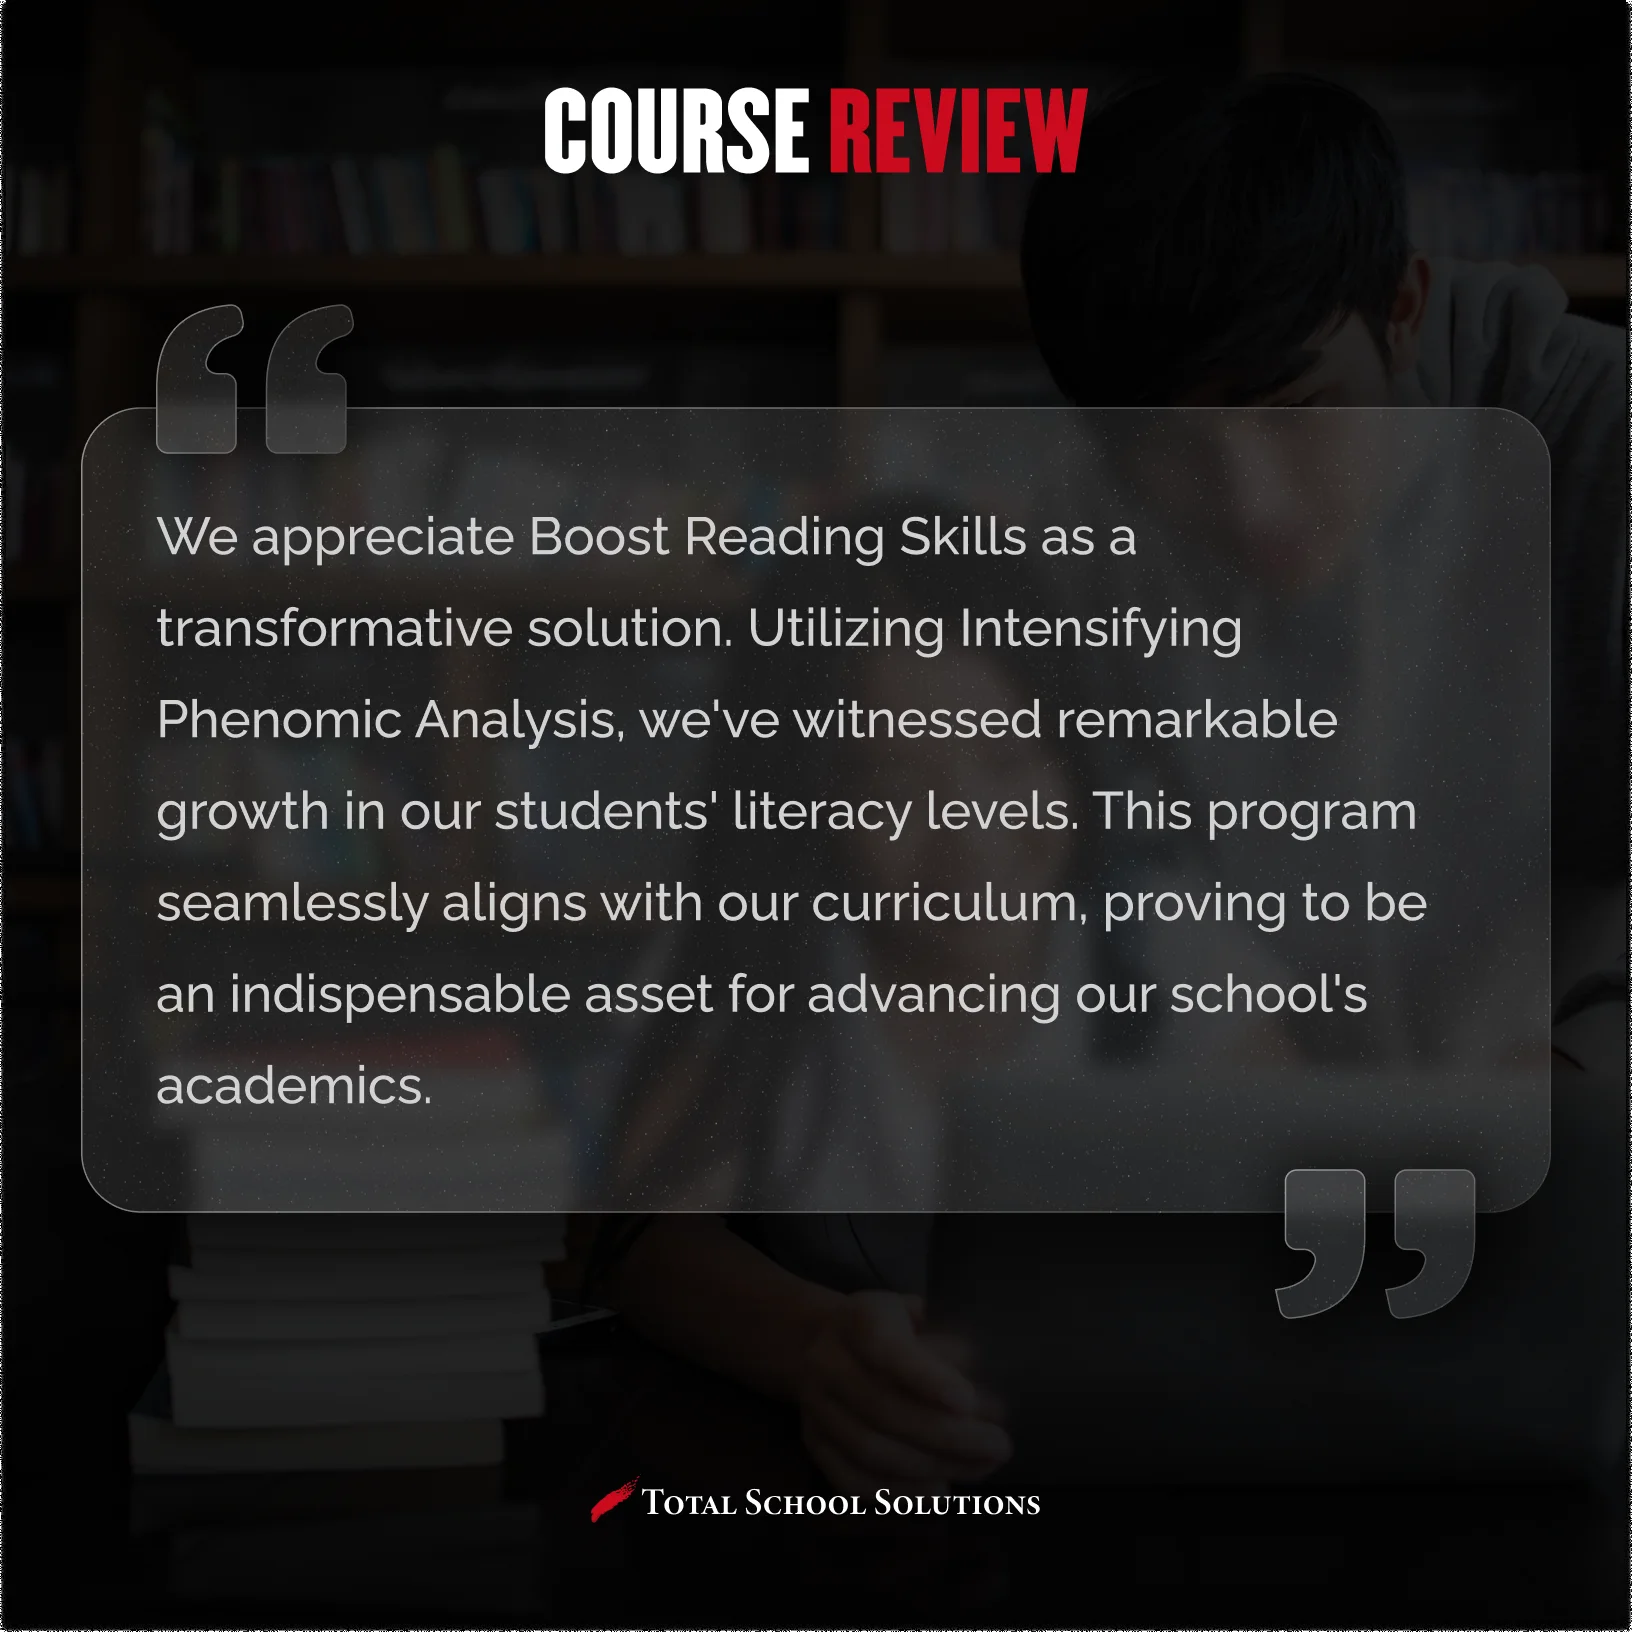 COURSE REVIEW
We appreciate Boost Reading Skills as a
transformative solution. Utilizing Intensifying
Phenomic Analysis, we've witnessed remarkable
growth in our students' literacy levels. This program
seamlessly aligns with our curriculum, proving to be
an indispensable asset for advancing our school's
academics.
TOTAL SCHOOL SOLUTIONS